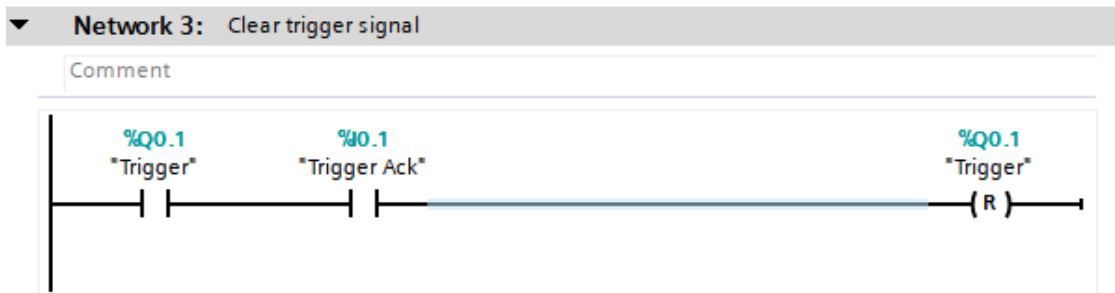 Network 3: Clear trigger signal
Comment
%Q0.1 %I0.1 %Q0.1
"Trigger" "Trigger Ack" "Trigger"
R